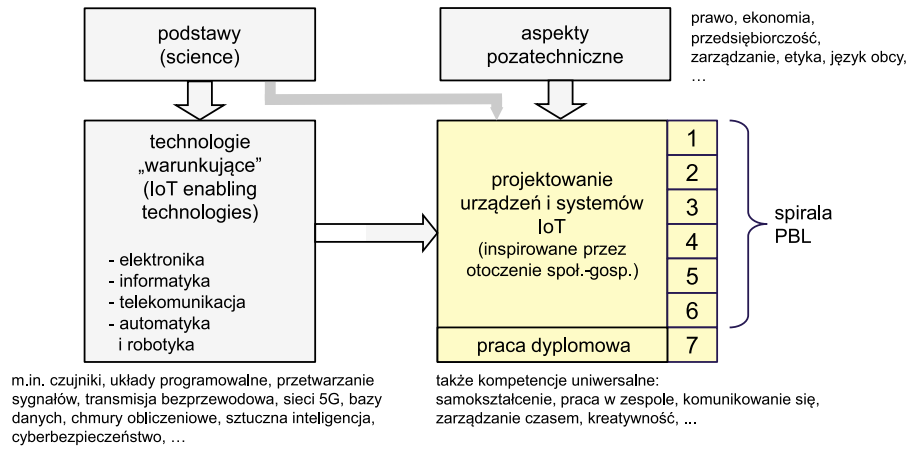 podstawy
(science)
aspekty
pozatechniczne
prawo, ekonomia,
przedsiębiorczość,
zarządzanie, etyka, język obcy,
…
technologie
„warunkujące”
(IoT enabling
technologies)
- elektronika
- informatyka
- telekomunikacja
- automatyka
i robotyka
projektowanie
urządzeń i systemów
IoT
(inspirowane przez
otoczenie społ.-gosp.)
1
2
3
4
5
6
spirala
PBL
praca dyplomowa
7
m.in. czujniki, układy programowalne, przetwarzanie
sygnałów, transmisja bezprzewodowa, sieci 5G, bazy
danych, chmury obliczeniowe, sztuczna inteligencja,
cyberbezpieczeństwo, …
także kompetencje uniwersalne:
samokształcenie, praca w zespole, komunikowanie się,
zarządzanie czasem, kreatywność, ...